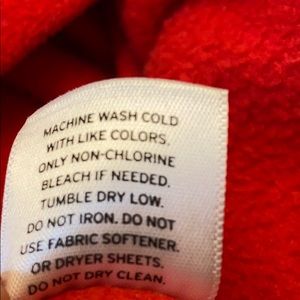 MACHINE WASH COLD
WITH LIKE COLORS.
ONLY NON-CHLORINE
BLEACH IF NEEDED.
TUMBLE DRY LOW.
DO NOT IRON. DO NOT
USE FABRIC SOFTENER.
OR DRYER SHEETS.
DO NOT DRY CLEAN.